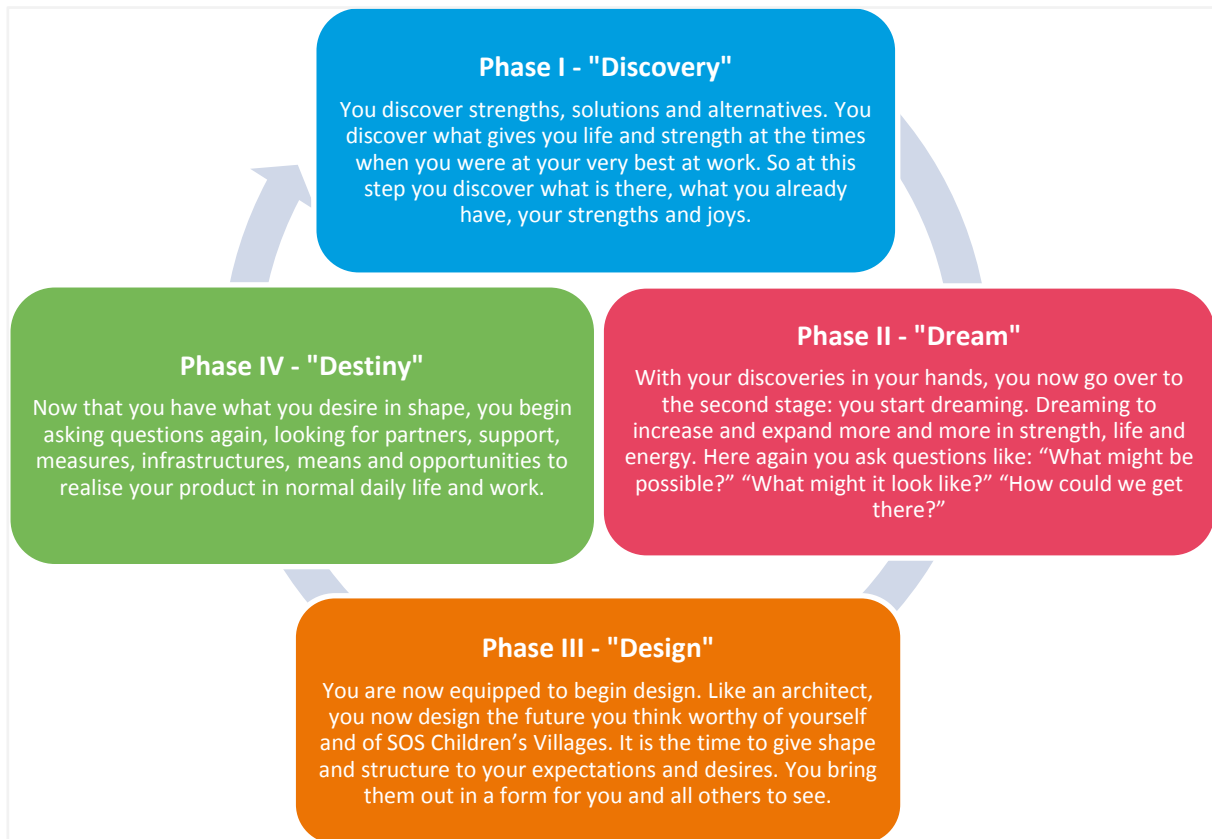 Phase I - "Discovery"
You discover strengths, solutions and alternatives. You
discover what gives you life and strength at the times
when you were at your very best at work. So at this
step you discover what is there, what you already
have, your strengths and joys.
Phase II - "Dream"
With your discoveries in your hands, you now go over to
the second stage: you start dreaming. Dreaming to
increase and expand more and more in strength, life and
energy. Here again you ask questions like: “What might be
possible?” “What might it look like?” “How could we get
there?”
Phase III - "Design"
You are now equipped to begin design. Like an architect,
you now design the future you think worthy of yourself
and of SOS Children’s Villages. It is the time to give shape
and structure to your expectations and desires. You bring
them out in a form for you and all others to see.
Phase IV - "Destiny"
Now that you have what you desire in shape, you begin
asking questions again, looking for partners, support,
measures, infrastructures, means and opportunities to
realise your product in normal daily life and work.